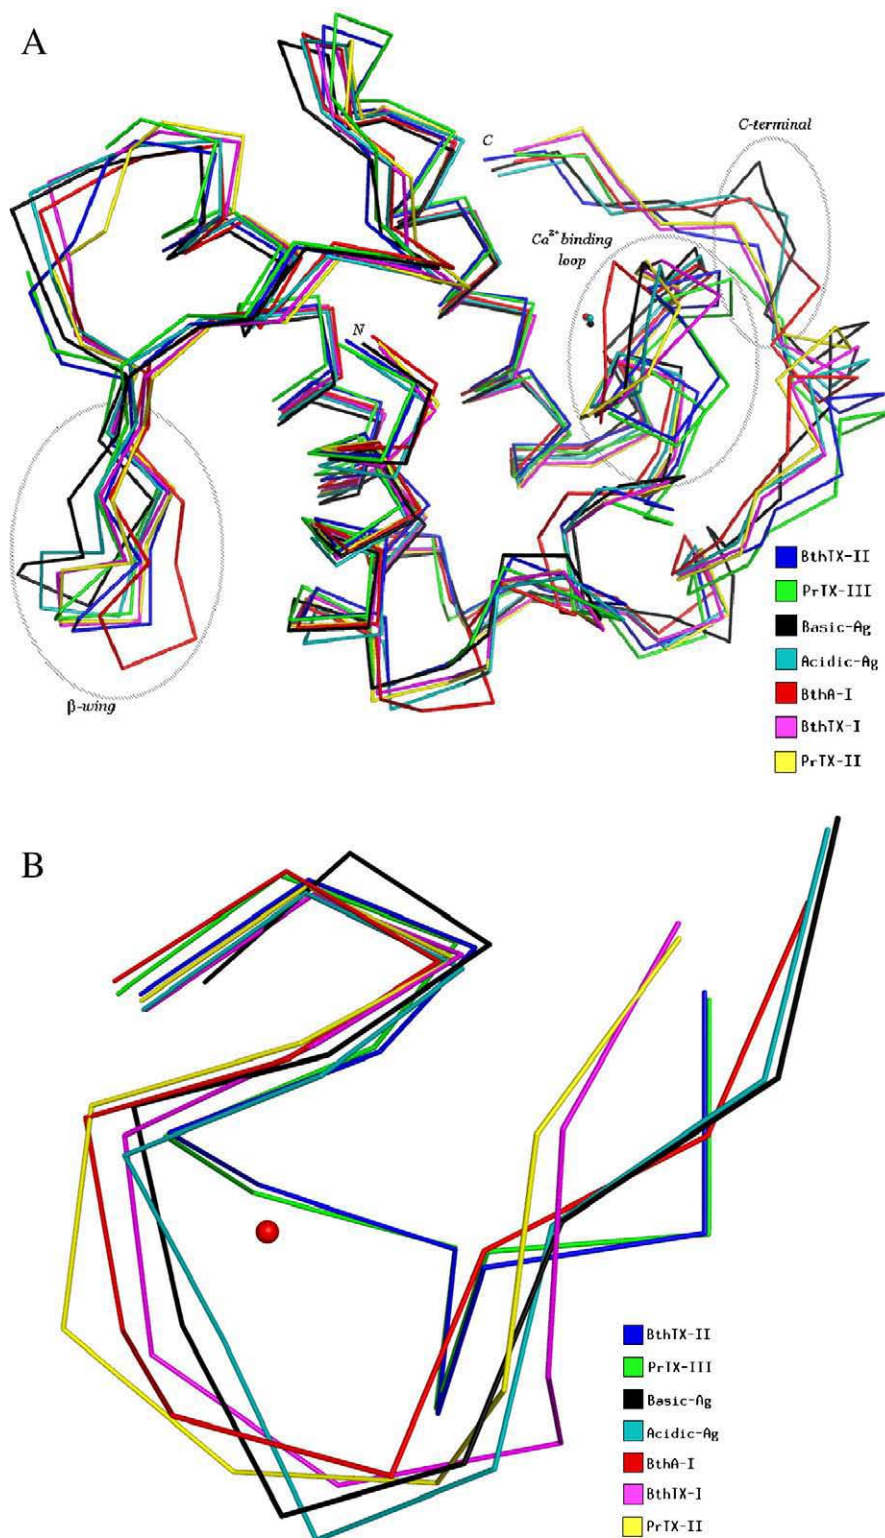 A
C
C-terminal
Ca2+ binding
loop
N
β-wing
BthTX-II
PrTX-III
Basic-Ag
Acidic-Ag
BthA-I
BthTX-I
PrTX-II
B
BthTX-II
PrTX-III
Basic-Ag
Acidic-Ag
BthA-I
BthTX-I
PrTX-II